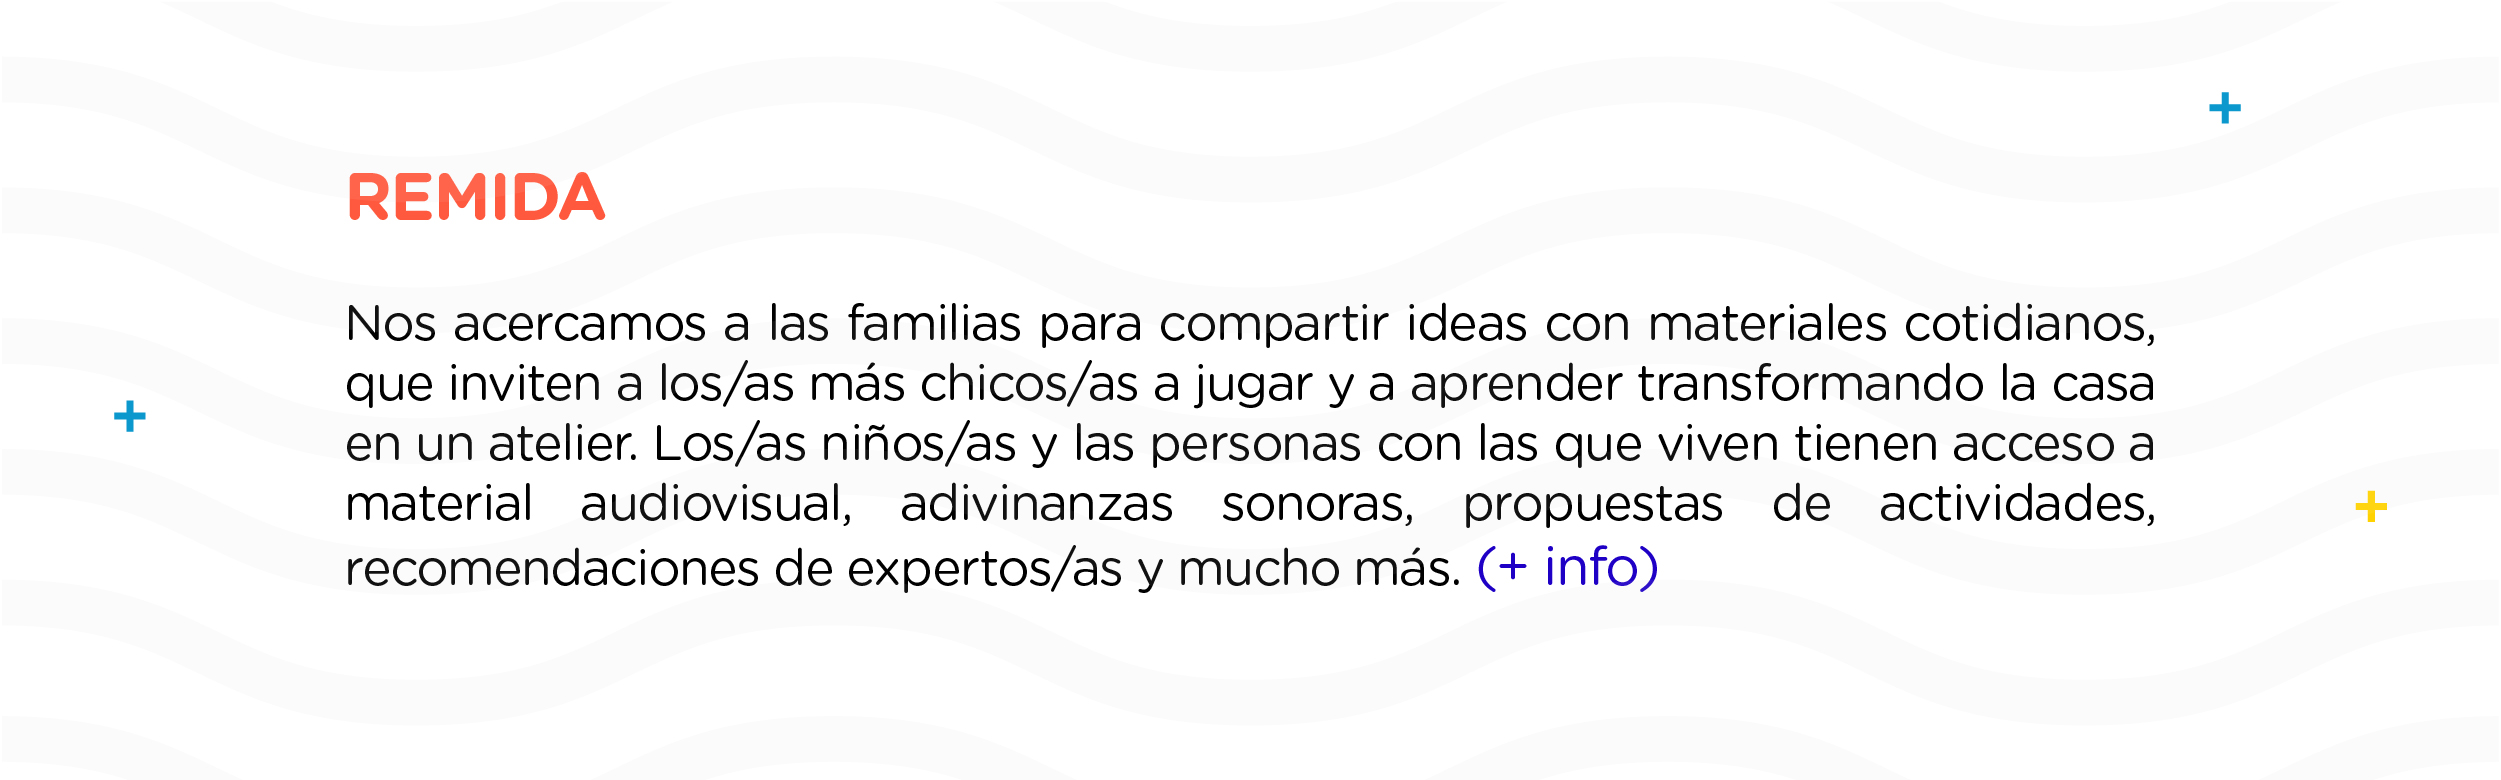 REMIDA
Nos acercamos a las familias para compartir ideas con materiales cotidianos,
que inviten a los/as más chicos/as a jugar y a aprender transformando la casa
en un atelier. Los/as niños/as y las personas con las que viven tienen acceso a
material audiovisual, adivinanzas sonoras, propuestas de actividades,
recomendaciones de expertos/as y mucho más. (+ info)